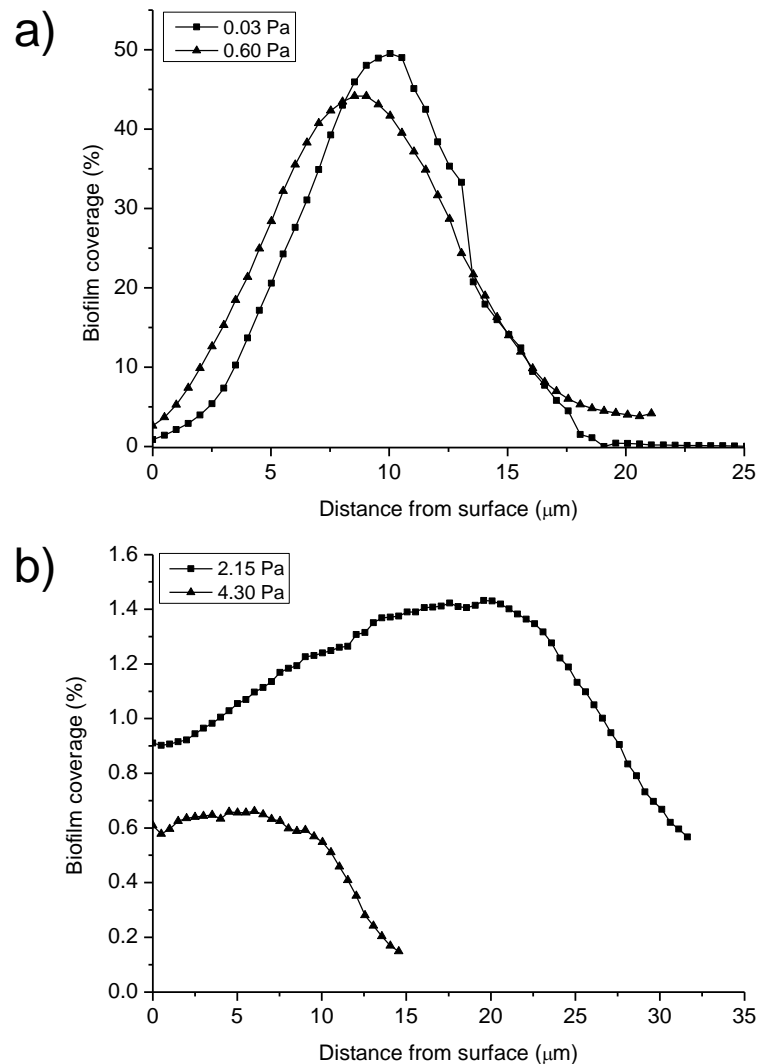 a)
0.03 Pa
0.60 Pa
50
40
30
20
10
0
Biofilm coverage (%)
0 5 10 15 20 25
Distance from surface (μm)
b)
2.15 Pa
4.30 Pa
1.6
1.4
1.2
1.0
0.8
0.6
0.4
0.2
0.0
Biofilm coverage (%)
0 5 10 15 20 25 30 35
Distance from surface (μm)